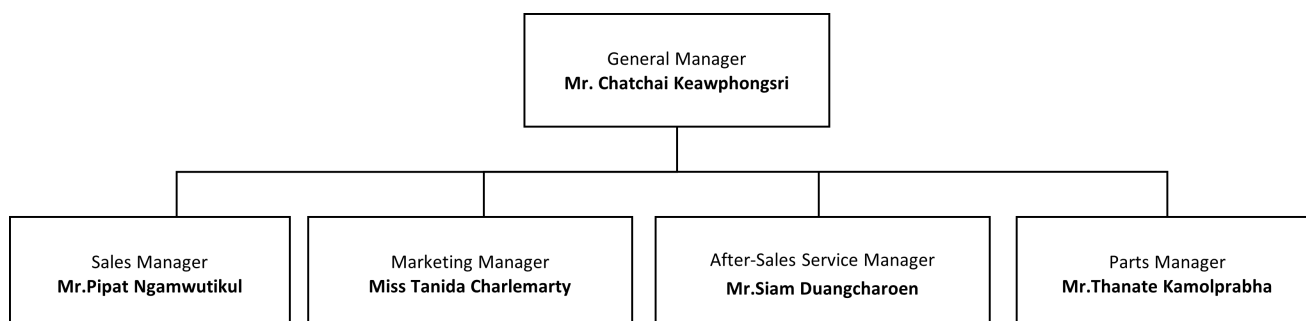 General Manager
Mr. Chatchai Keawphongsri
Sales Manager
Mr.Pipat Ngamwutikul
Marketing Manager
Miss Tanida Charlemarty
After-Sales Service Manager
Mr.Siam Duangcharoen
Parts Manager
Mr.Thanate Kamolprabha